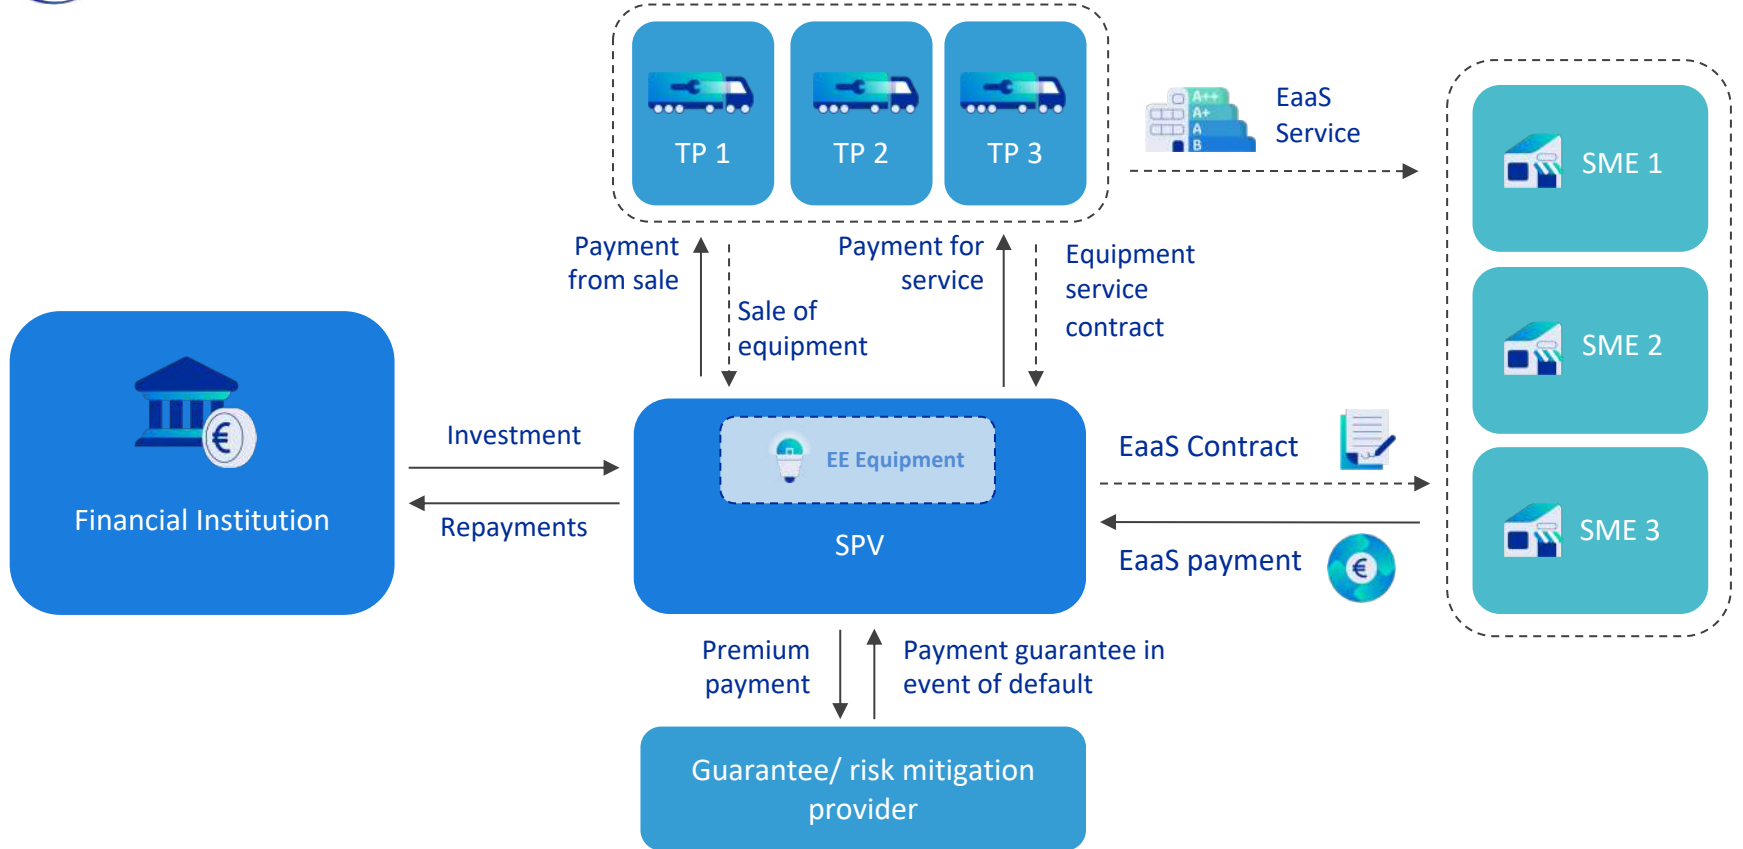 TP 1
TP 2
TP 3
A++
A+
A
B
EaaS
Service
SME 1
SME 2
SME 3
Payment
from sale
Sale of
equipment
Payment for
service
Equipment
service
contract
€
Financial Institution
Investment
Repayments
EE Equipment
SPV
EaaS Contract
EaaS payment
€
Premium
payment
Payment guarantee in
event of default
Guarantee/ risk mitigation
provider